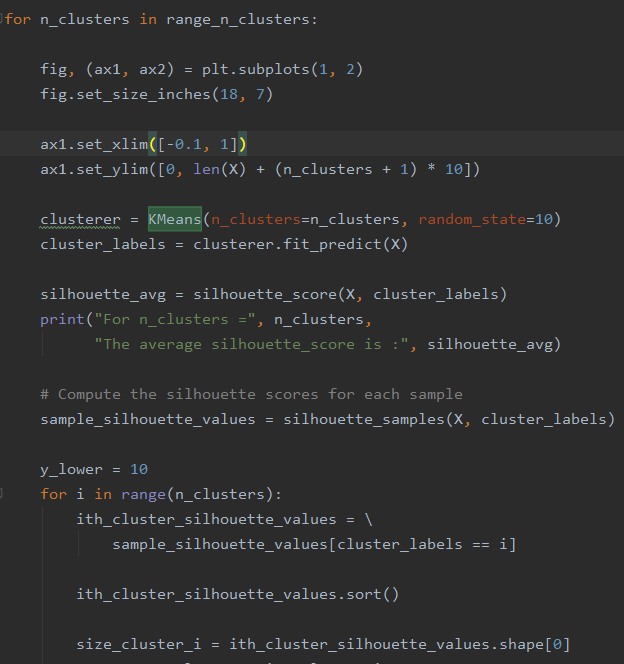 for n_clusters in range_n_clusters:
fig, (ax1, ax2) = plt.subplots(1, 2)
fig.set_size_inches(18, 7)
ax1.set_xlim([-0.1, 1])
ax1.set_ylim([0, len(X) + (n_clusters + 1) * 10])
clusterer = KMeans(n_clusters=n_clusters, random_state=10)
cluster_labels = clusterer.fit_predict(X)
silhouette_avg = silhouette_score(X, cluster_labels)
print("For n_clusters =", n_clusters,
"The average silhouette_score is :", silhouette_avg)
# Compute the silhouette scores for each sample
sample_silhouette_values = silhouette_samples(X, cluster_labels)
y_lower = 10
for i in range(n_clusters):
ith_cluster_silhouette_values = \
sample_silhouette_values[cluster_labels == i]
ith_cluster_silhouette_values.sort()
size_cluster_i = ith_cluster_silhouette_values.shape[0]